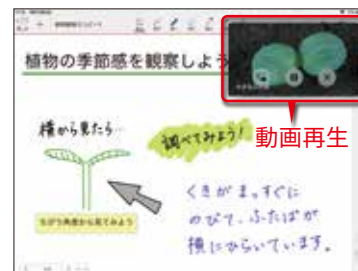 植物の季節感を観察しよう
横から見たら…
調べてみよう!
動画再生
くきがまっすぐに
のびて、ふたばが
横にひらいています。
ちがう角度から見てみよう